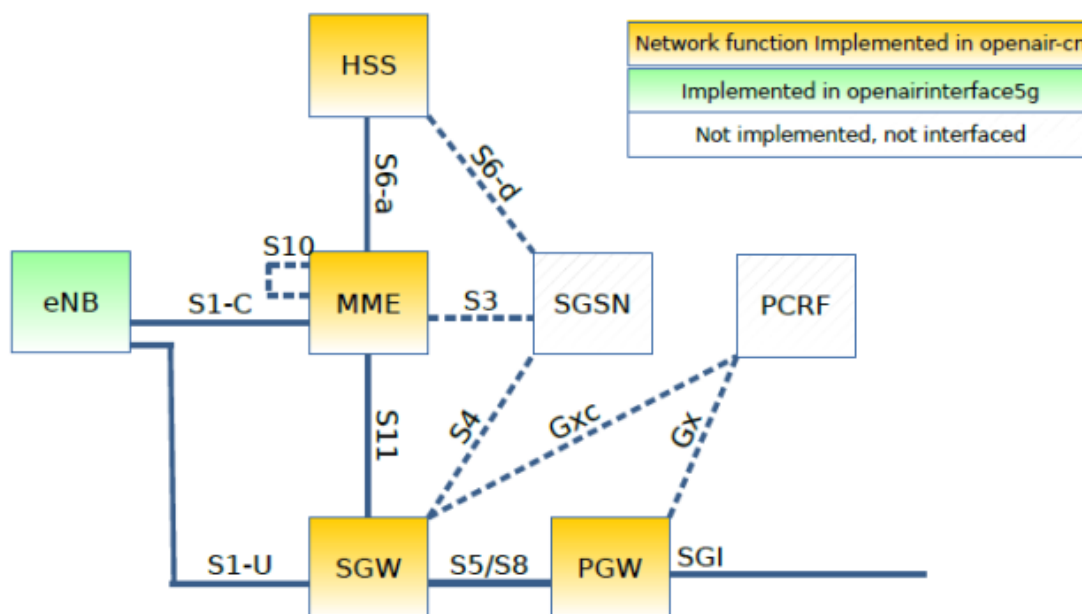 HSS
Network function Implemented in openair-cn
Implemented in openairinterface5g
Not implemented, not interfaced
S6-a
S6-d
S10
eNB
S1-C
MME
S3
SGSN
PCRF
S11
S4
Gxc
Gx
S1-U
SGW
S5/S8
PGW
SGI